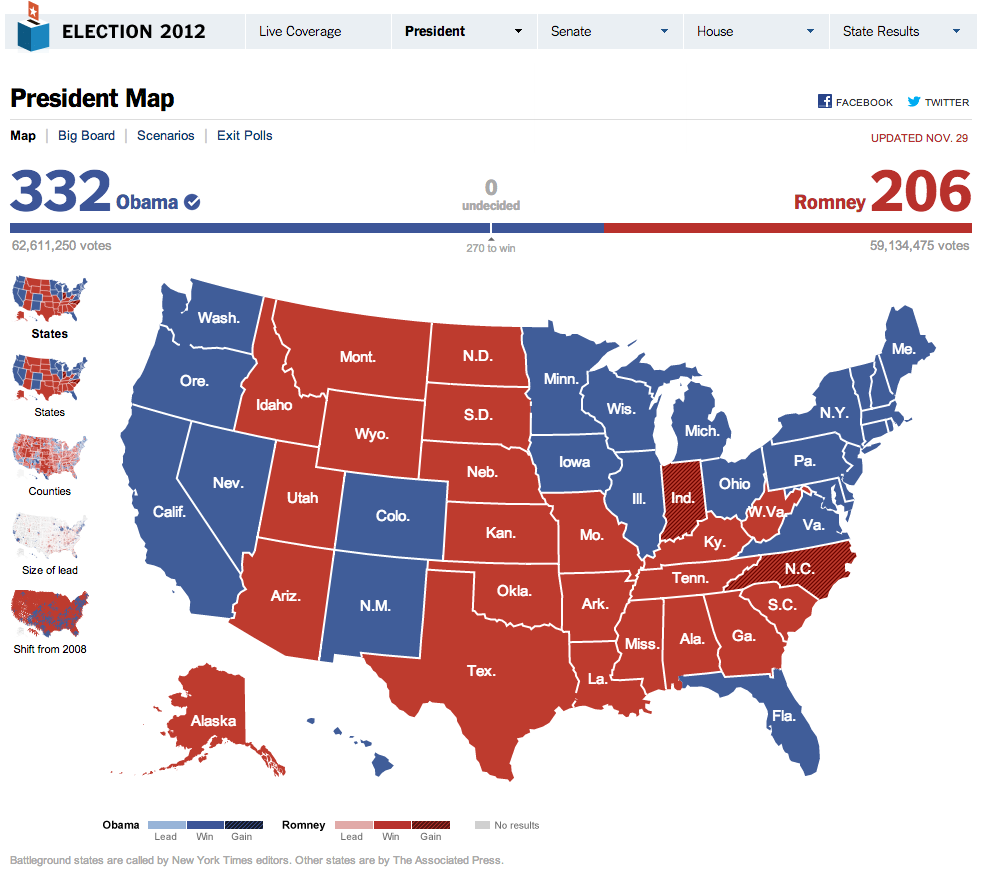 ELECTION 2012
Live Coverage
President
Senate
House
State Results
President Map
FACEBOOK
TWITTER
Map | Big Board | Scenarios | Exit Polls
UPDATED NOV. 29
332 Obama
0
undecided
Romney 206
62,611,250 votes
270 to win
59,134,475 votes
States
States
Counties
Size of lead
Shift from 2008
Wash.
Ore.
Calif.
Nev.
Idaho
Mont.
Wyo.
Utah
Colo.
Ariz.
N.M.
N.D.
S.D.
Neb.
Kan.
Okla.
Tex.
Minn.
Iowa
Mo.
Ark.
La.
Wis.
Ill.
Mich.
Ind.
Ohio
Ky.
Tenn.
Miss.
Ala.
Ga.
Fla.
S.C.
N.C.
Va.
W.Va.
Pa.
N.Y.
Me.
Alaska
Obama
Lead
Win
Gain
Romney
Lead
Win
Gain
No results
Battleground states are called by New York Times editors. Other states are by The Associated Press.